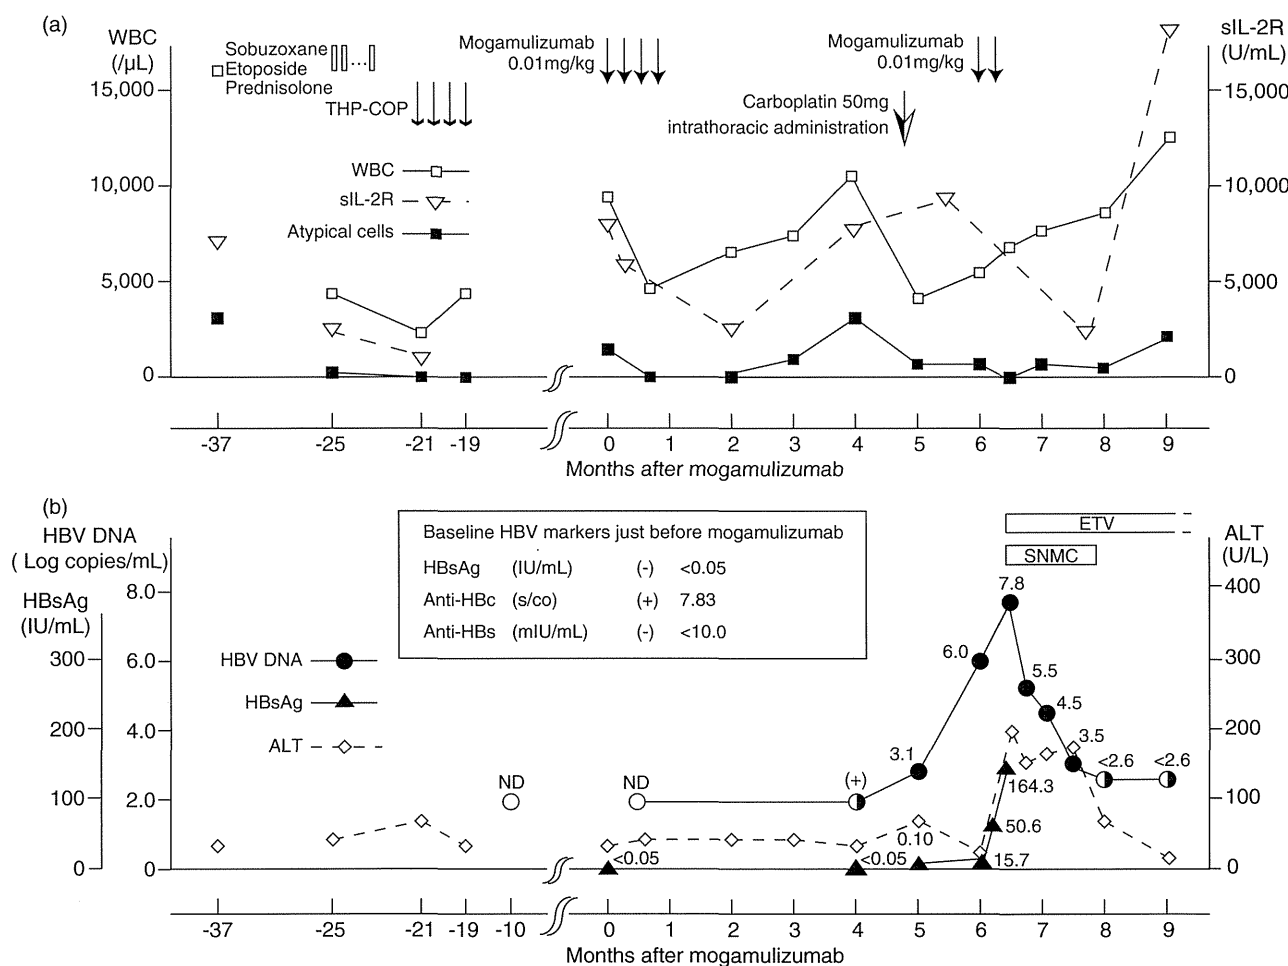 (a)
WBC
(/μL)
Sobuzoxane
Etoposide
Prednisolone
...
THP-COP
Mogamulizumab
0.01mg/kg
Mogamulizumab
0.01mg/kg
Carboplatin 50mg
intrathoracic administration
sIL-2R
(U/mL)
15,000
10,000
5,000
0
WBC
sIL-2R
Atypical cells
15,000
10,000
5,000
0
-37 -25 -21 -19 0 1 2 3 4 5 6 7 8 9
Months after mogamulizumab
(b)
HBV DNA
( Log copies/mL)
HBsAg
(IU/mL)
300
200
100
0
8.0
6.0
4.0
2.0
0
HBV DNA
HBsAg
ALT
Baseline HBV markers just before mogamulizumab
HBsAg (IU/mL) (-) <0.05
Anti-HBc (s/co) (+) 7.83
Anti-HBs (mIU/mL) (-) <10.0
ETV
SNMC
ALT
(U/L)
400
300
200
100
0
ND
ND
(+)
3.1
6.0
7.8
5.5
4.5
3.5
<2.6
<2.6
<0.05
<0.05
0.10
15.7
50.6
164.3
-37 -25 -21 -19 -10 0 1 2 3 4 5 6 7 8 9
Months after mogamulizumab